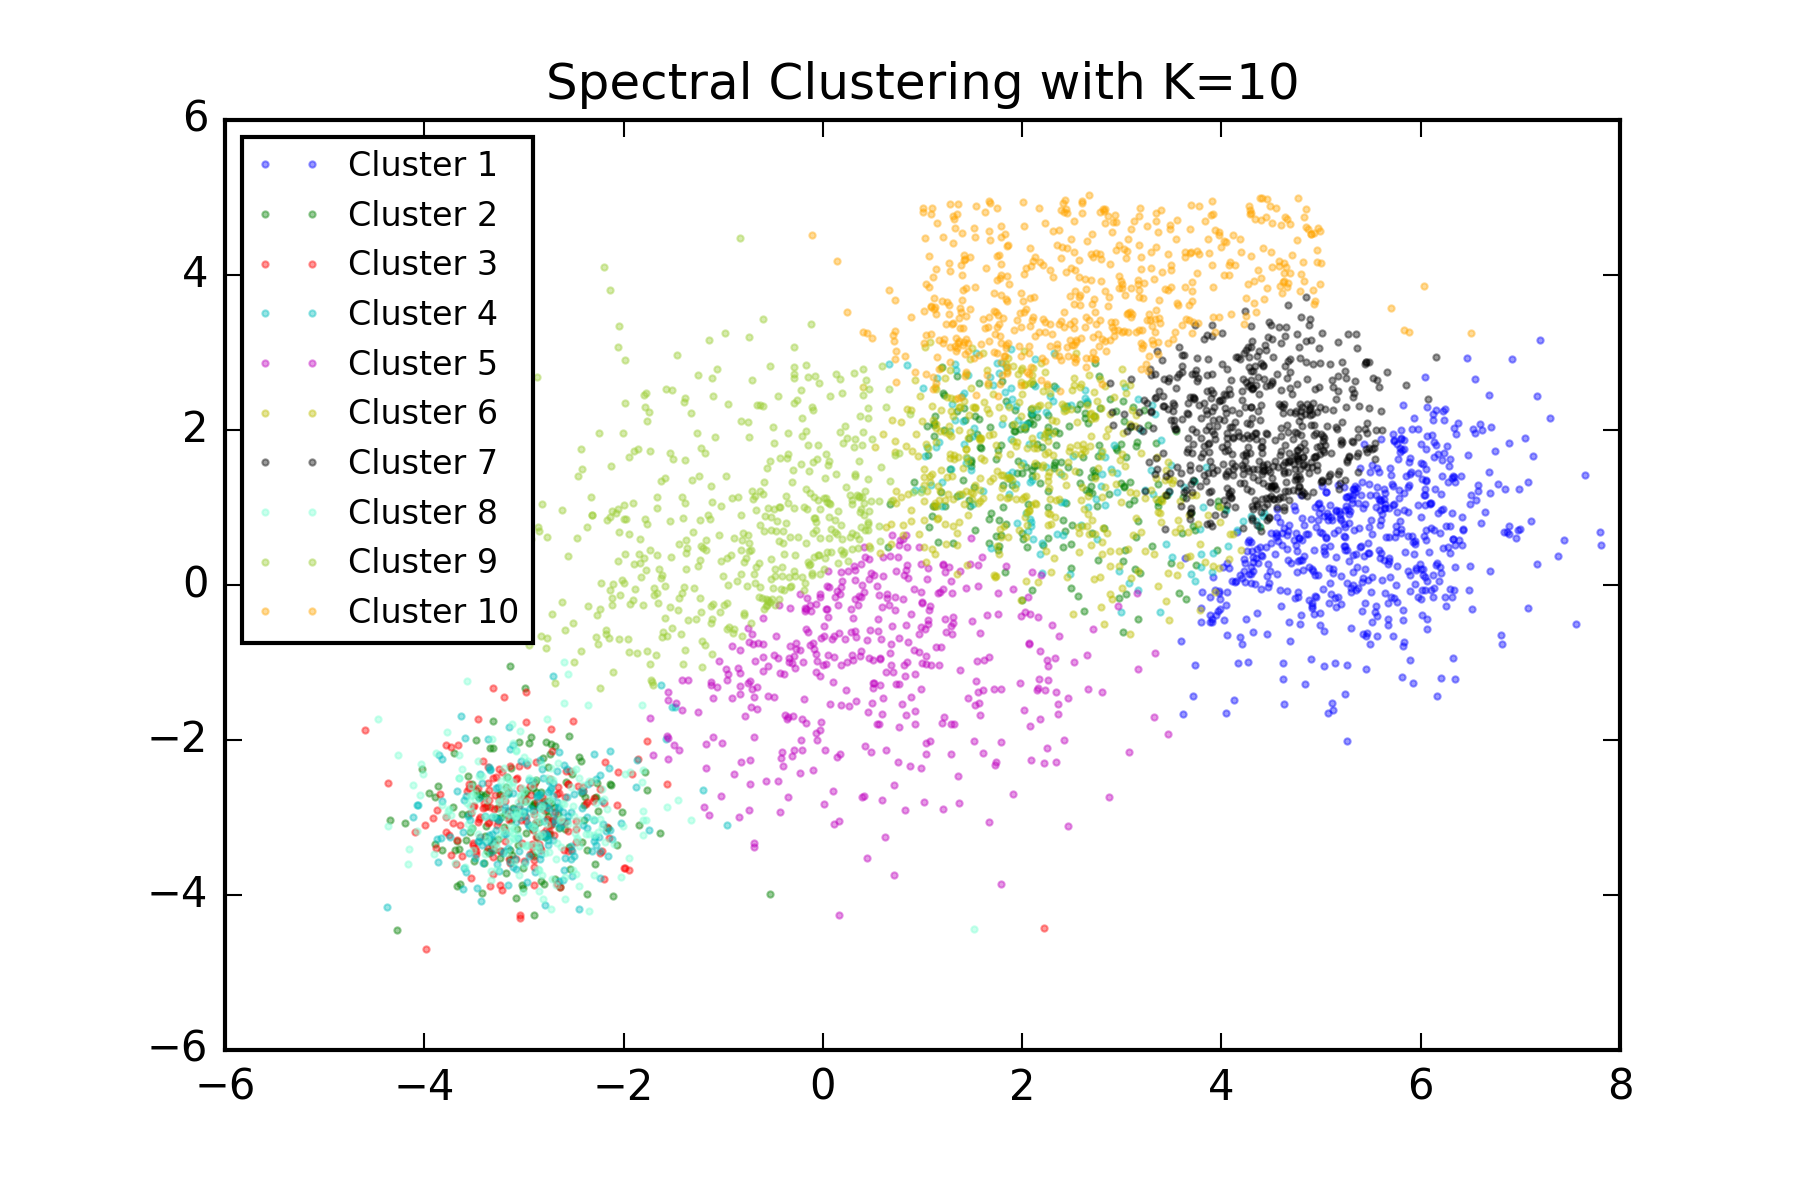 Spectral Clustering with K=10
6
4
2
0
−2
−4
−6
Cluster 1
Cluster 2
Cluster 3
Cluster 4
Cluster 5
Cluster 6
Cluster 7
Cluster 8
Cluster 9
Cluster 10
−6 −4 −2 0 2 4 6 8